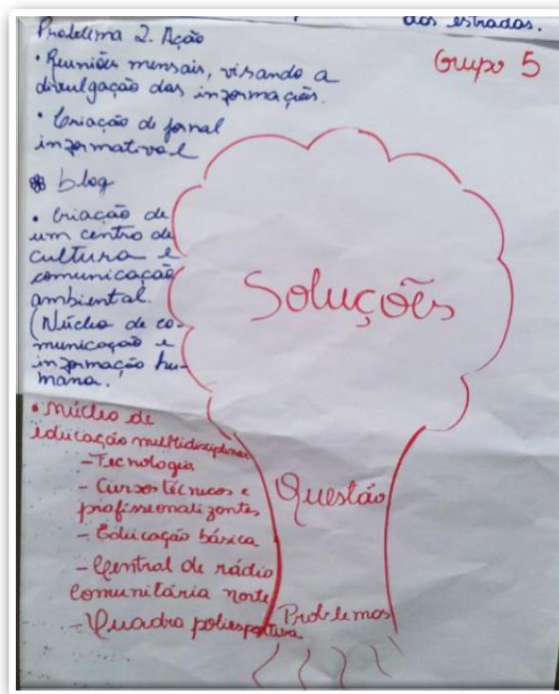 dos estradas.
Problema 2. Ação
Grupo 5
• Reuniões mensais, visando a
divulgação das informações.
• Criação de jornal
informativo e
blog
• Criação de
um centro de
cultura e
comunicação
ambiental.
(Núcleo de co-
municação e
informação hu-
mana.
• Núcleo de
educação multidisciplinar
- Tecnologia
- Cursos técnicos e
profissionalizantes
- Educação básica
- Central de rádio
comunitária norte
- Quadra poliesportiva
Soluções
Questão
Problemas